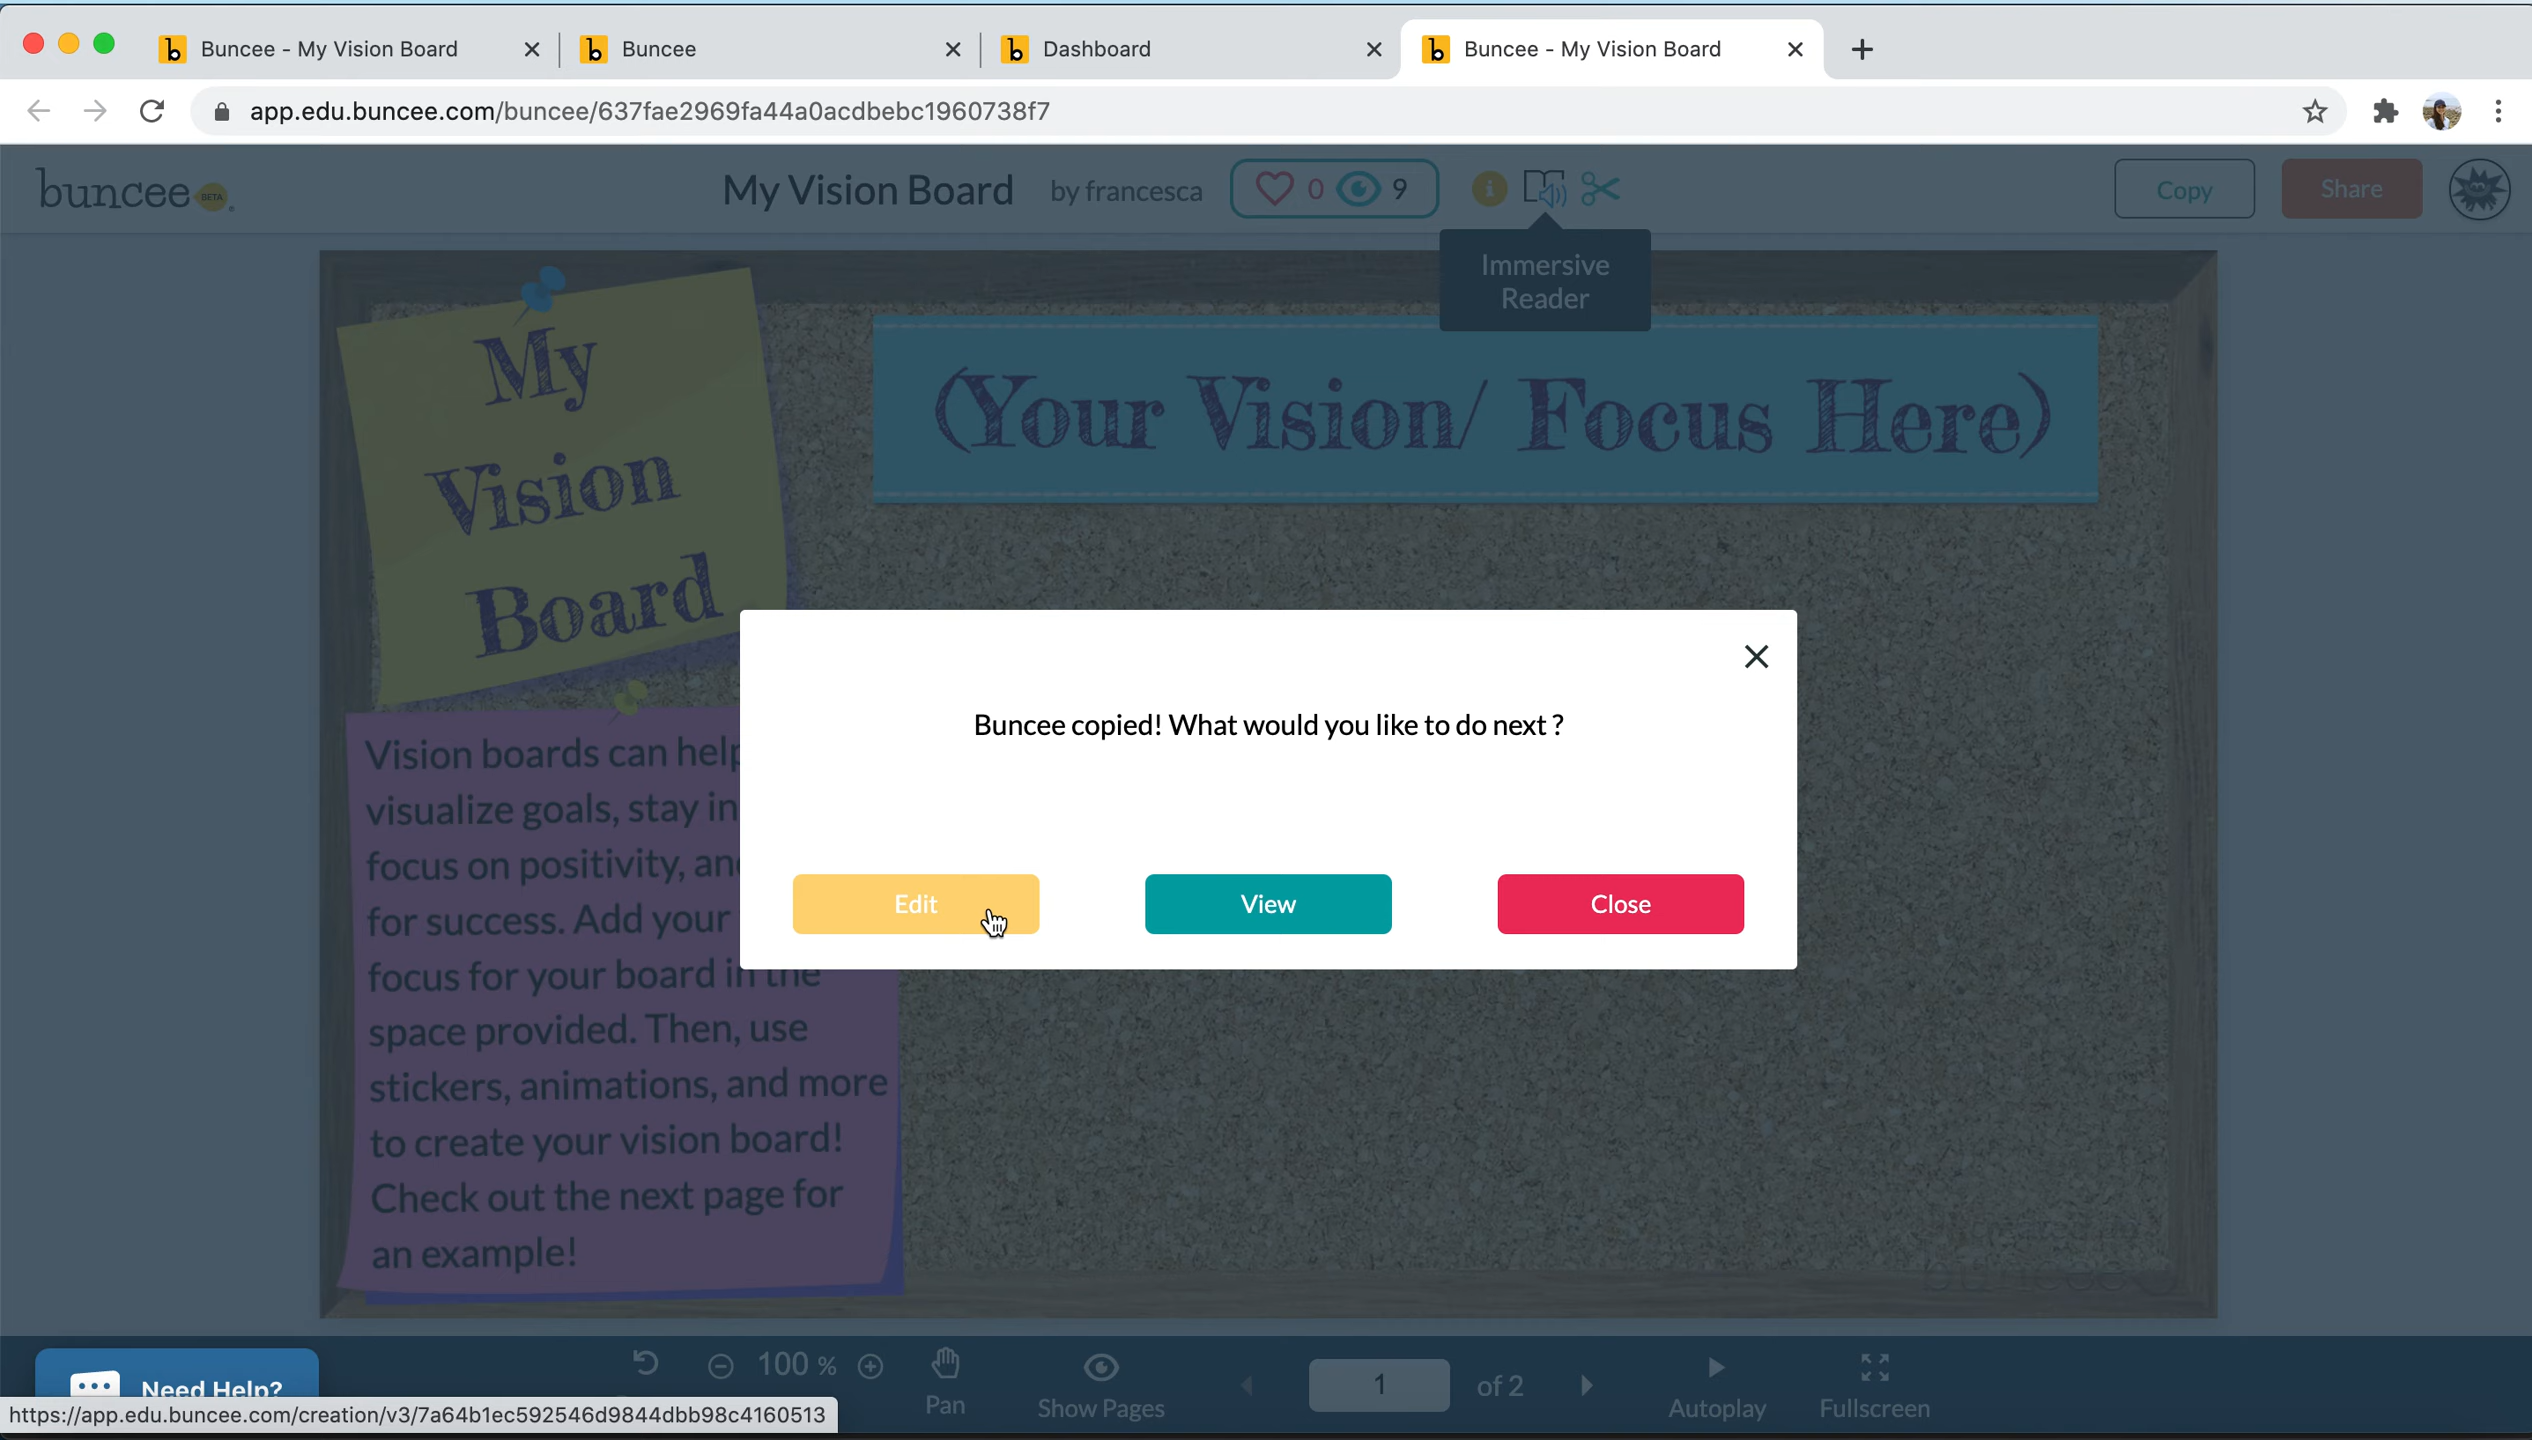 Buncee - My Vision Board
Buncee
Dashboard
Buncee - My Vision Board
app.edu.buncee.com/buncee/637fae2969fa44a0acdbebc1960738f7
buncee BETA
My Vision Board by francesca 0 9
Copy
Share
Immersive
Reader
My
Vision
Board
(Your Vision/ Focus Here)
Vision boards can help
visualize goals, stay in
focus on positivity, and
for success. Add your
focus for your board in the
space provided. Then, use
stickers, animations, and more
to create your vision board!
Check out the next page for
an example!
Buncee copied! What would you like to do next ?
Edit
View
Close
buncee
Need Help?
100 %
Pan
Show Pages
1 of 2
Autoplay
Fullscreen
https://app.edu.buncee.com/creation/v3/7a64b1ec592546d9844dbb98c4160513